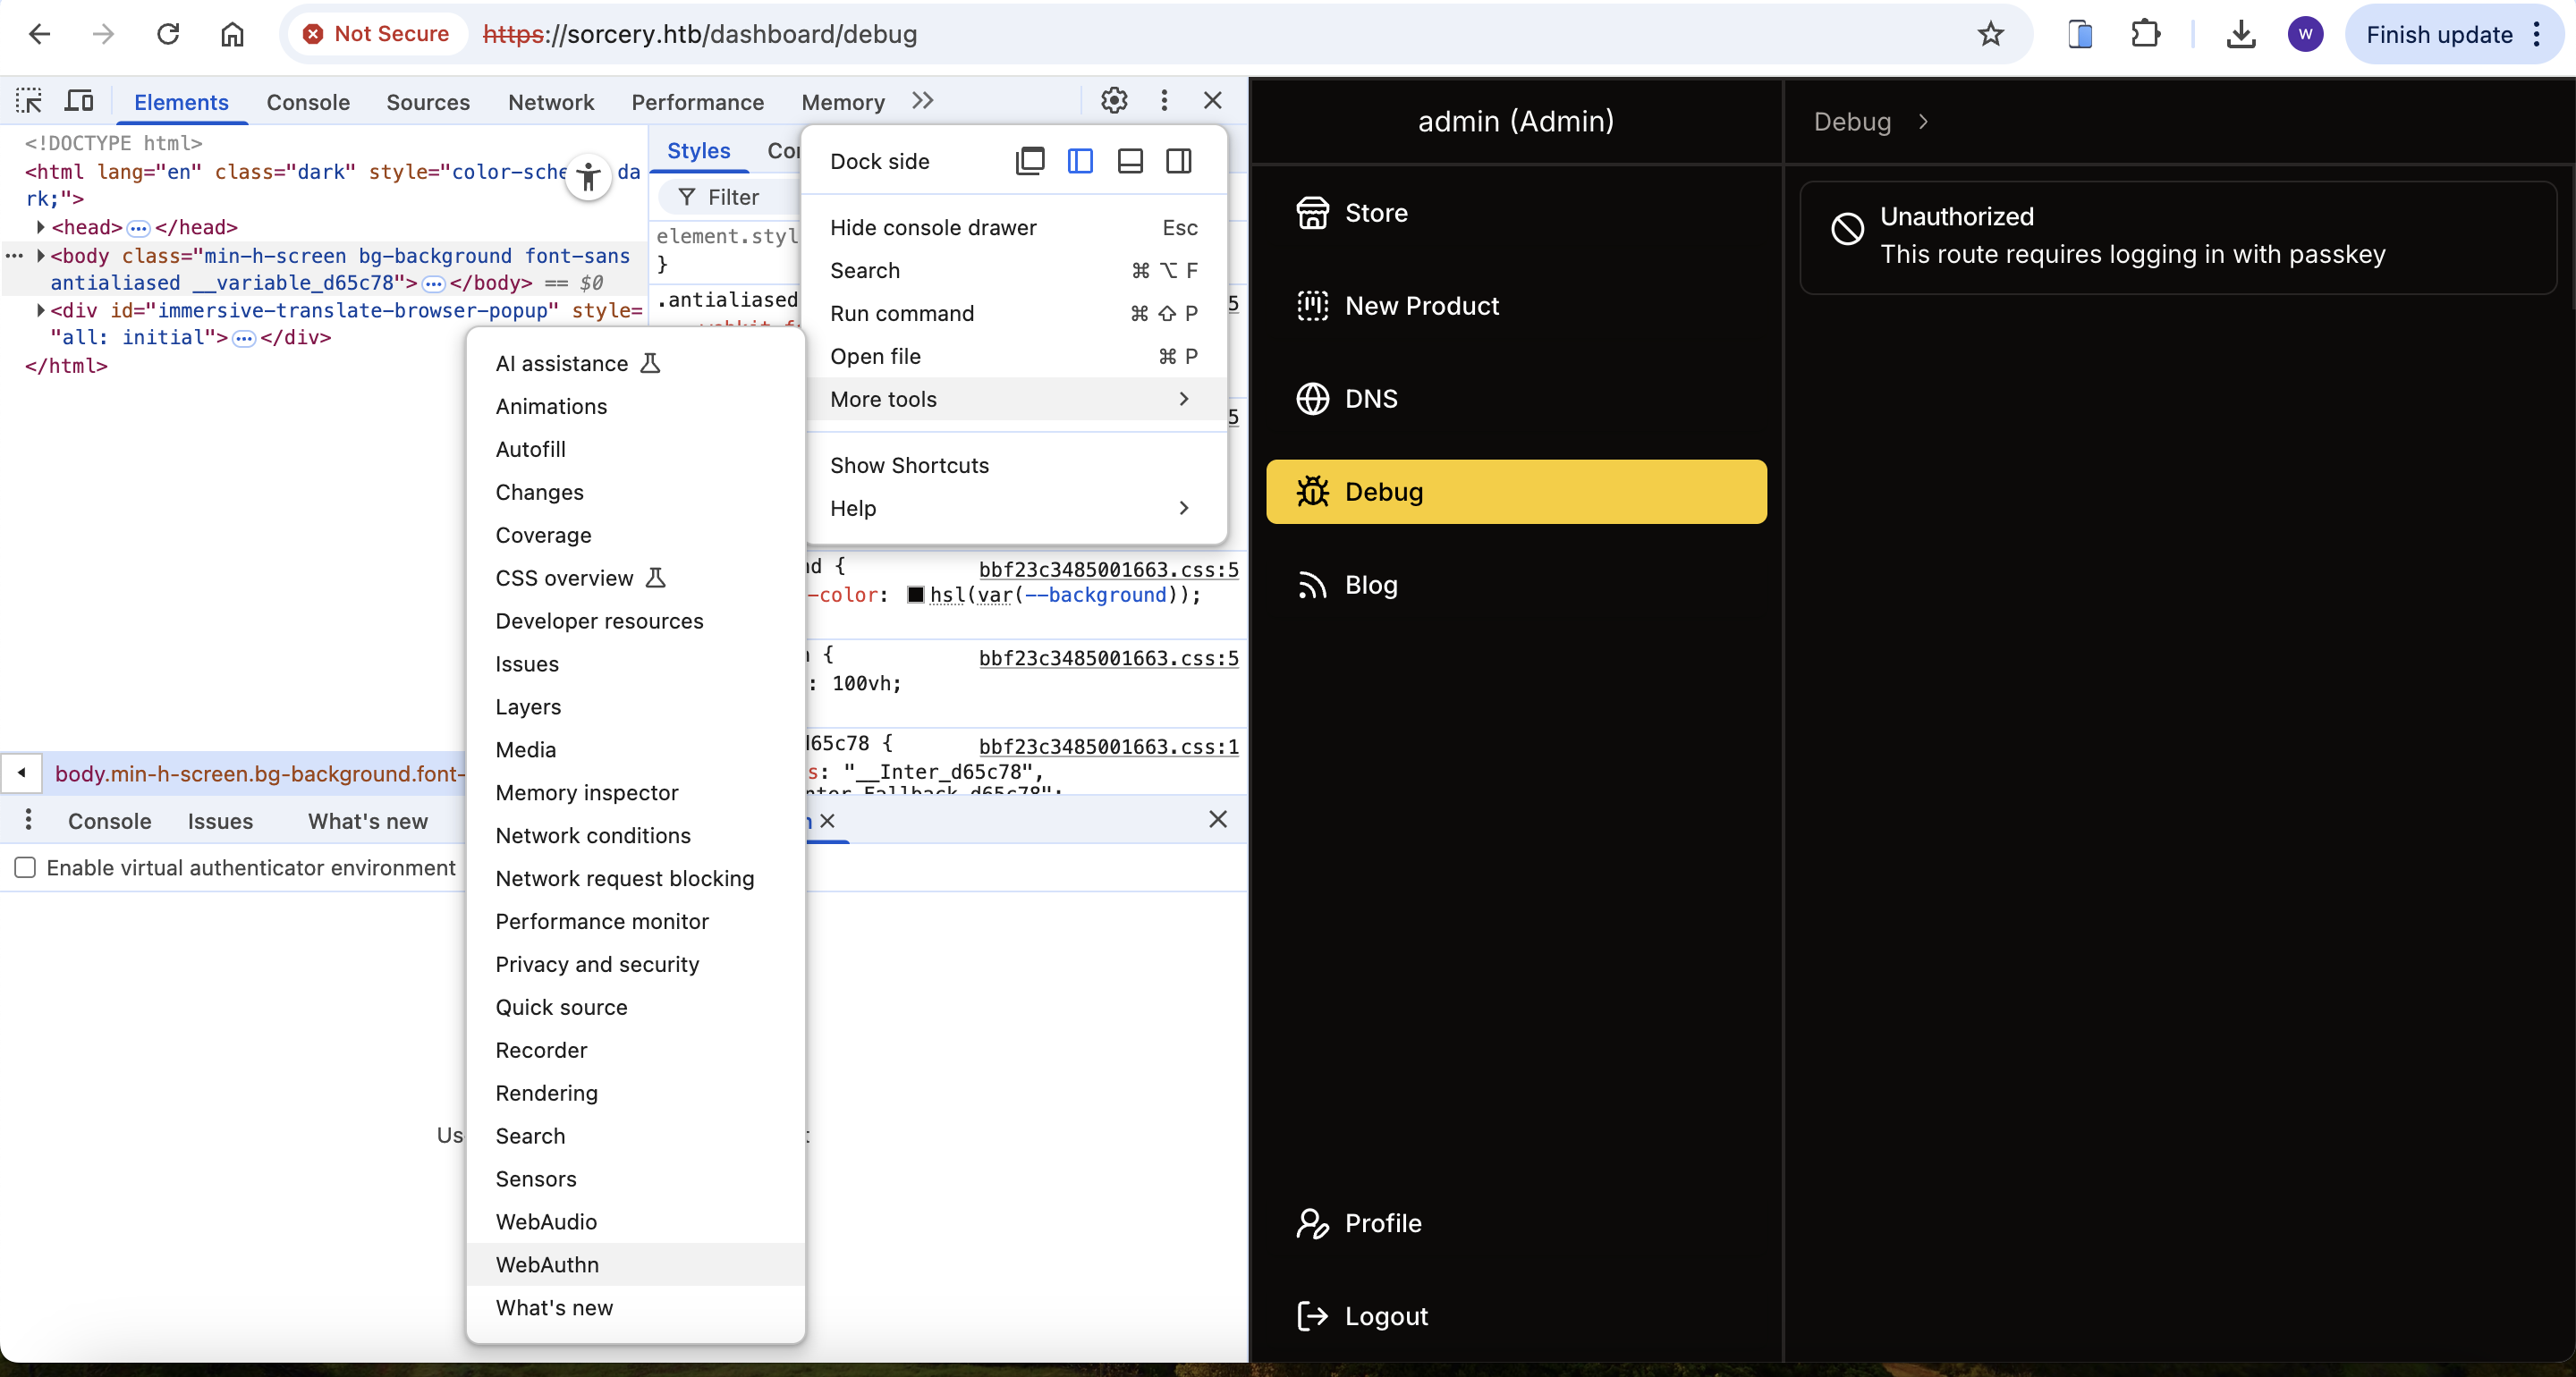 Not Secure https://sorcery.htb/dashboard/debug W Finish update
Elements Console Sources Network Performance Memory
<!DOCTYPE html>
<html lang="en" class="dark" style="color-sche da
rk;">
<head> … </head>
<body class="min-h-screen bg-background font-sans
antialiased __variable_d65c78"> … </body> == $0
<div id="immersive-translate-browser-popup" style=
"all: initial"> … </div>
</html>
Styles
Filter
element.styl
}
.antialiased
5
5
Dock side
Hide console drawer Esc
Search ⌘ ⌥ F
Run command ⌘ ⇧ P
Open file ⌘ P
More tools
Show Shortcuts
Help
AI assistance
Animations
Autofill
Changes
Coverage
CSS overview
Developer resources
Issues
Layers
Media
Memory inspector
Network conditions
Network request blocking
Performance monitor
Privacy and security
Quick source
Recorder
Rendering
Search
Sensors
WebAudio
WebAuthn
What's new
{ bbf23c3485001663.css:5
-color: hsl(var(--background));
{ bbf23c3485001663.css:5
: 100vh;
d65c78 { bbf23c3485001663.css:1
s: "__Inter_d65c78",
body.min-h-screen.bg-background.font-
Console Issues What's new
Enable virtual authenticator environment
Us
admin (Admin)
Store
New Product
DNS
Debug
Blog
Profile
Logout
Debug >
Unauthorized
This route requires logging in with passkey